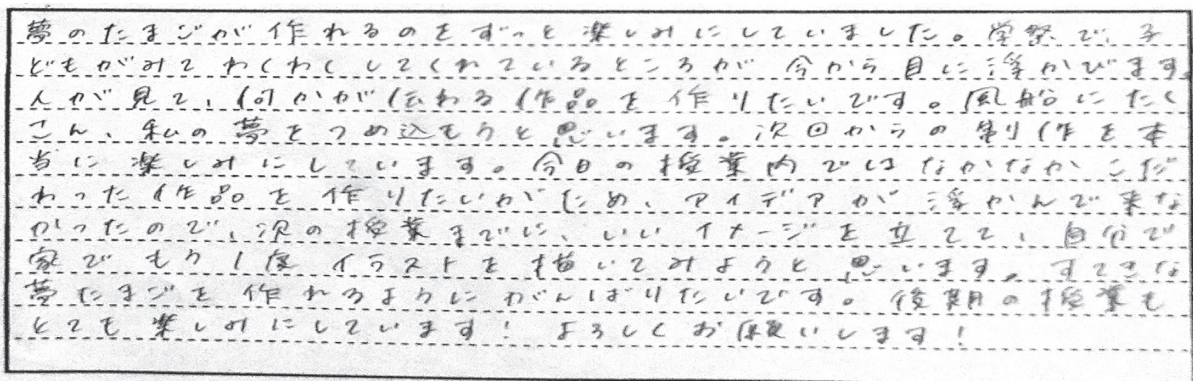 夢のたまごが作れるのをずっと楽しみにしていました。学祭で、子
どもがみてわくわくしてくれているところが今から目に浮かびます。
人が見て、何かが伝わる作品を作りたいです。風船にたく
さん、私の夢をつめ込もうと思います。次回からの制作を本
当に楽しみにしています。今日の授業内ではなかなかこだ
わった作品を作りたいがため、アイデアが浮かんで来な
かったので、次の授業までに、いいイメージを立てて、自分で
家でもう1度イラストを描いてみようと思います。すてきな
夢たまごを作れるようにがんばりたいです。後期の授業も
とても楽しみにしています！よろしくお願いします！